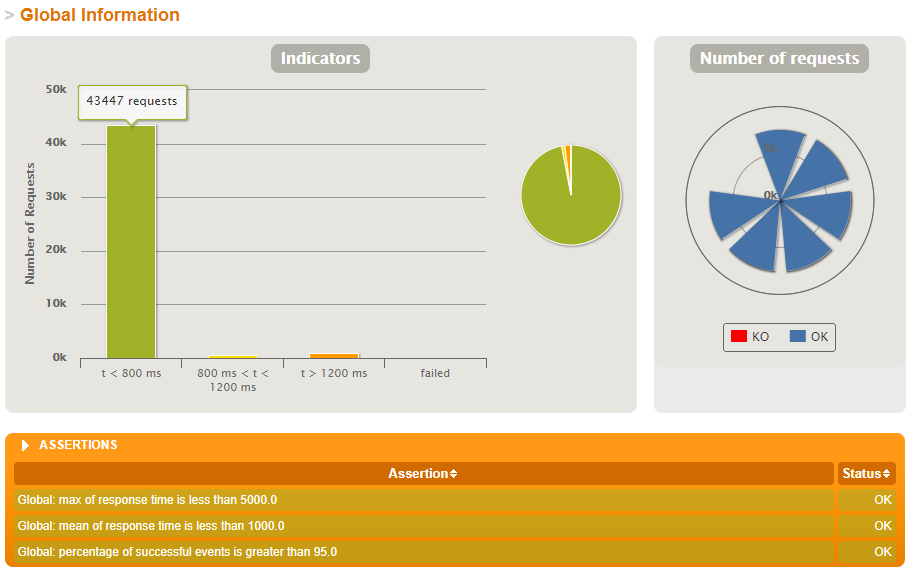 > Global Information
Indicators
50k
43447 requests
40k
30k
20k
10k
0k
Number of Requests
t < 800 ms
800 ms < t <
1200 ms
t > 1200 ms
failed
Number of requests
5k
0k
KO
OK
ASSERTIONS
Assertion
Status
Global: max of response time is less than 5000.0
OK
Global: mean of response time is less than 1000.0
OK
Global: percentage of successful events is greater than 95.0
OK